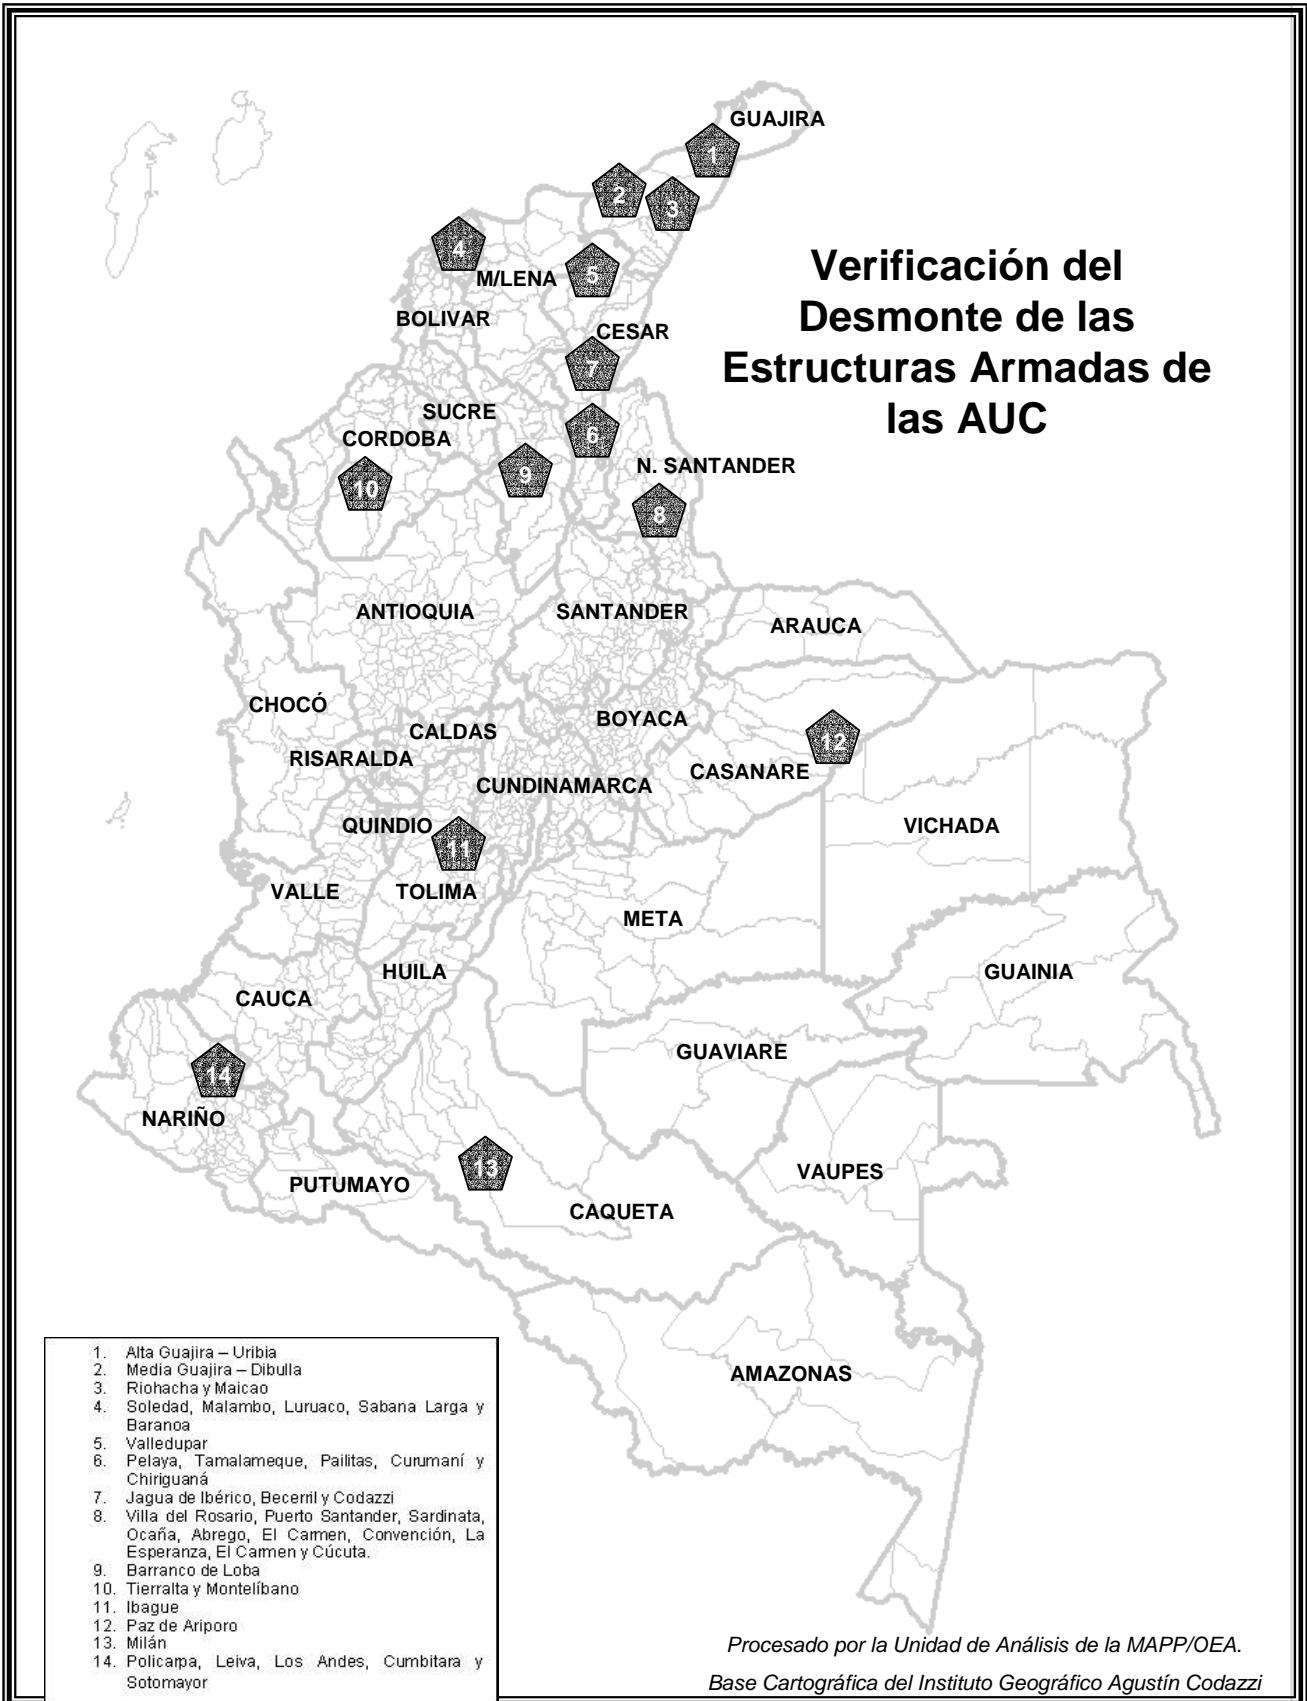 GUAJIRA
1
2
3
4
M/LENA
5
Verificación del
Desmonte de las
Estructuras Armadas de
las AUC
BOLIVAR
CESAR
7
SUCRE
CORDOBA
6
9
N. SANTANDER
10
8
ANTIOQUIA
SANTANDER
ARAUCA
CHOCÓ
CALDAS
BOYACA
12
RISARALDA
CASANARE
CUNDINAMARCA
QUINDIO
11
VICHADA
VALLE
TOLIMA
META
HUILA
GUAINIA
CAUCA
GUAVIARE
14
NARIÑO
13
PUTUMAYO
VAUPES
CAQUETA
AMAZONAS
1. Alta Guajira – Uribia
2. Media Guajira – Dibulla
3. Riohacha y Maicao
4. Soledad, Malambo, Luruaco, Sabana Larga y
Baranoa
5. Valledupar
6. Pelaya, Tamalameque, Pailitas, Curumaní y
Chiriguaná
7. Jagua de Ibérico, Becerril y Codazzi
8. Villa del Rosario, Puerto Santander, Sardinata,
Ocaña, Abrego, El Carmen, Convención, La
Esperanza, El Carmen y Cúcuta.
9. Barranco de Loba
10. Tierralta y Montelíbano
11. Ibague
12. Paz de Ariporo
13. Milán
14. Policarpa, Leiva, Los Andes, Cumbitara y
Sotomayor
Procesado por la Unidad de Análisis de la MAPP/OEA.
Base Cartográfica del Instituto Geográfico Agustín Codazzi